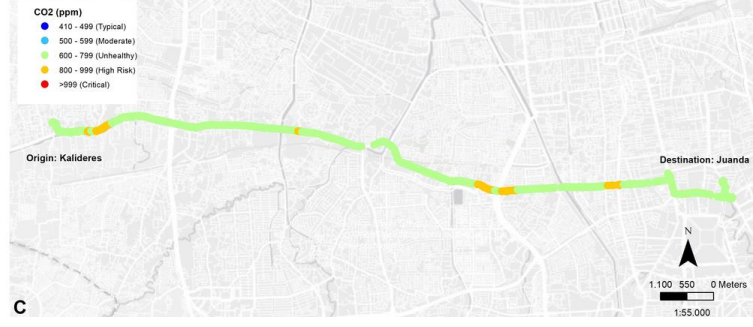 CO2 (ppm)
410 - 499 (Typical)
500 - 599 (Moderate)
600 - 799 (Unhealthy)
800 - 999 (High Risk)
>999 (Critical)
Origin: Kalideres
Destination: Juanda
N
1.100 550 0 Meters
1:55.000
C